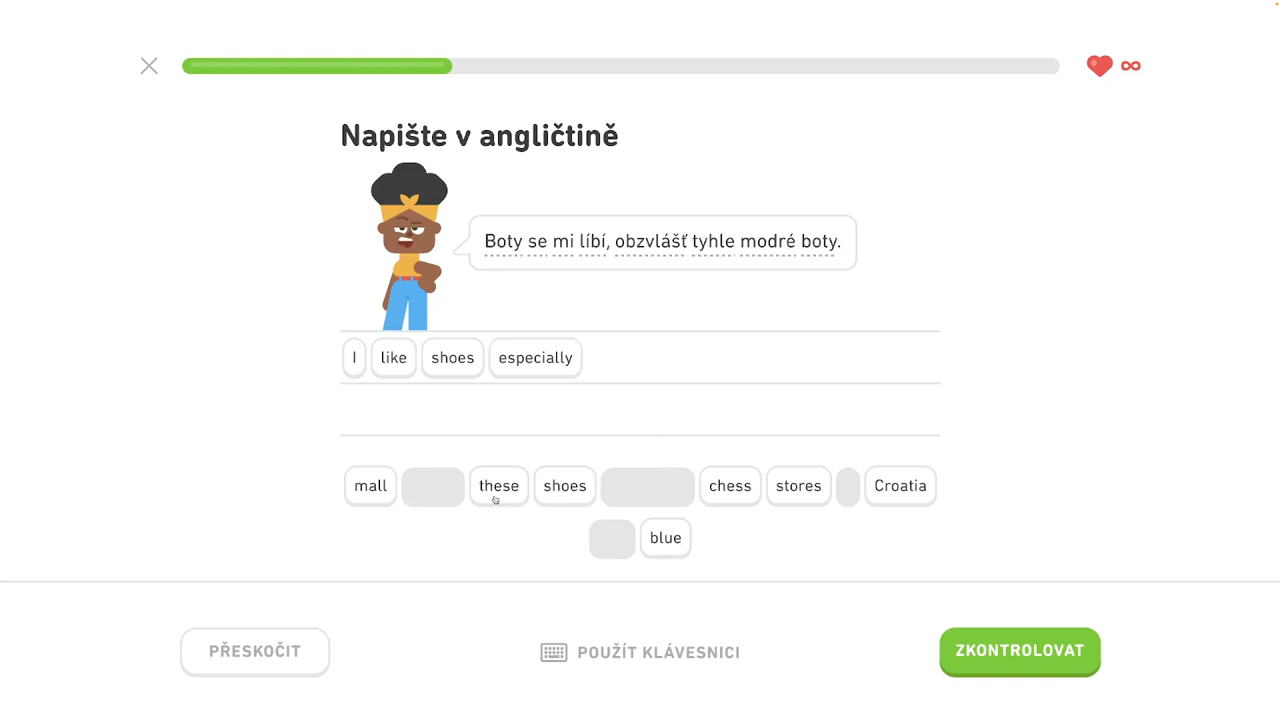 Napište v angličtině
Boty se mi líbí, obzvlášť tyhle modré boty.
I like shoes especially
mall these shoes chess stores Croatia
blue
PŘESKOČIT POUŽÍT KLÁVESNICI ZKONTROLOVAT